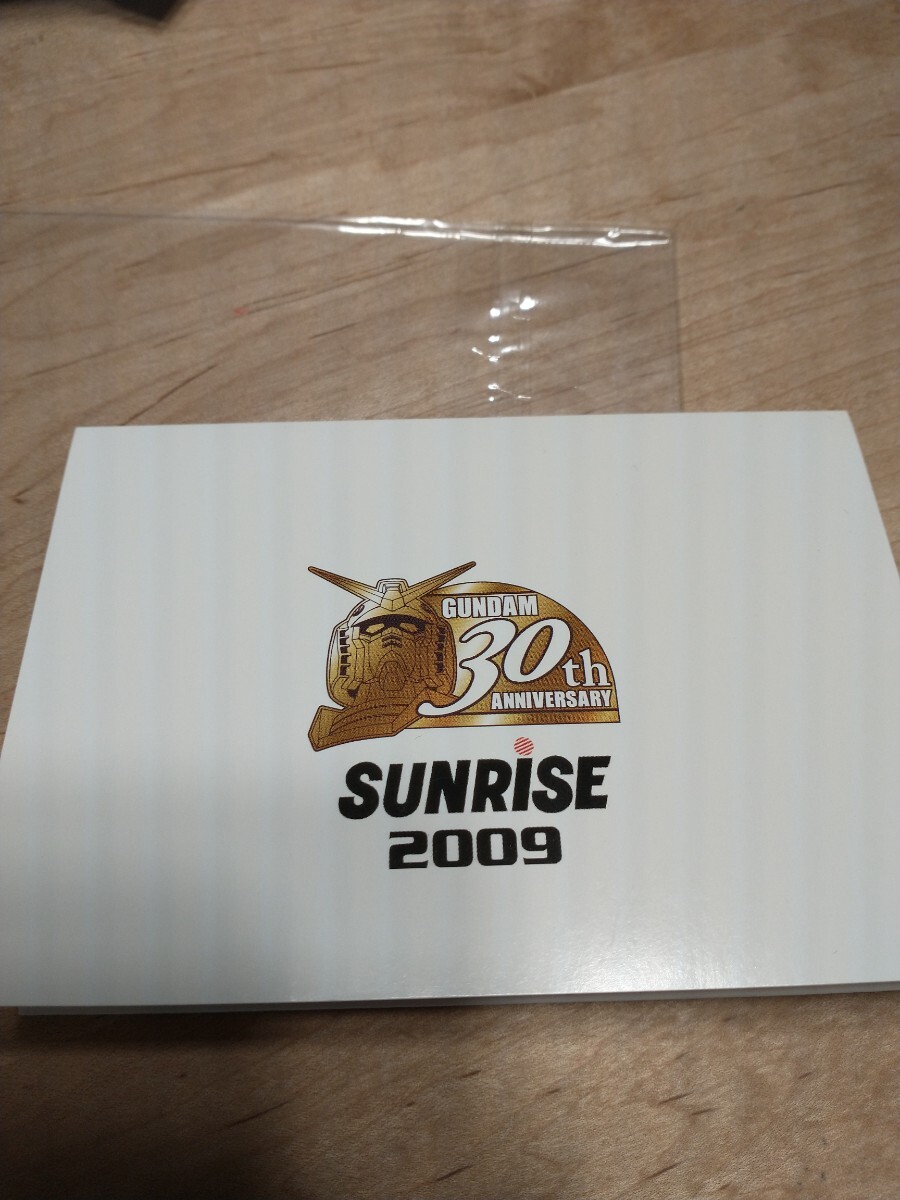 GUNDAM
30th
ANNIVERSARY
SUNRISE
2009